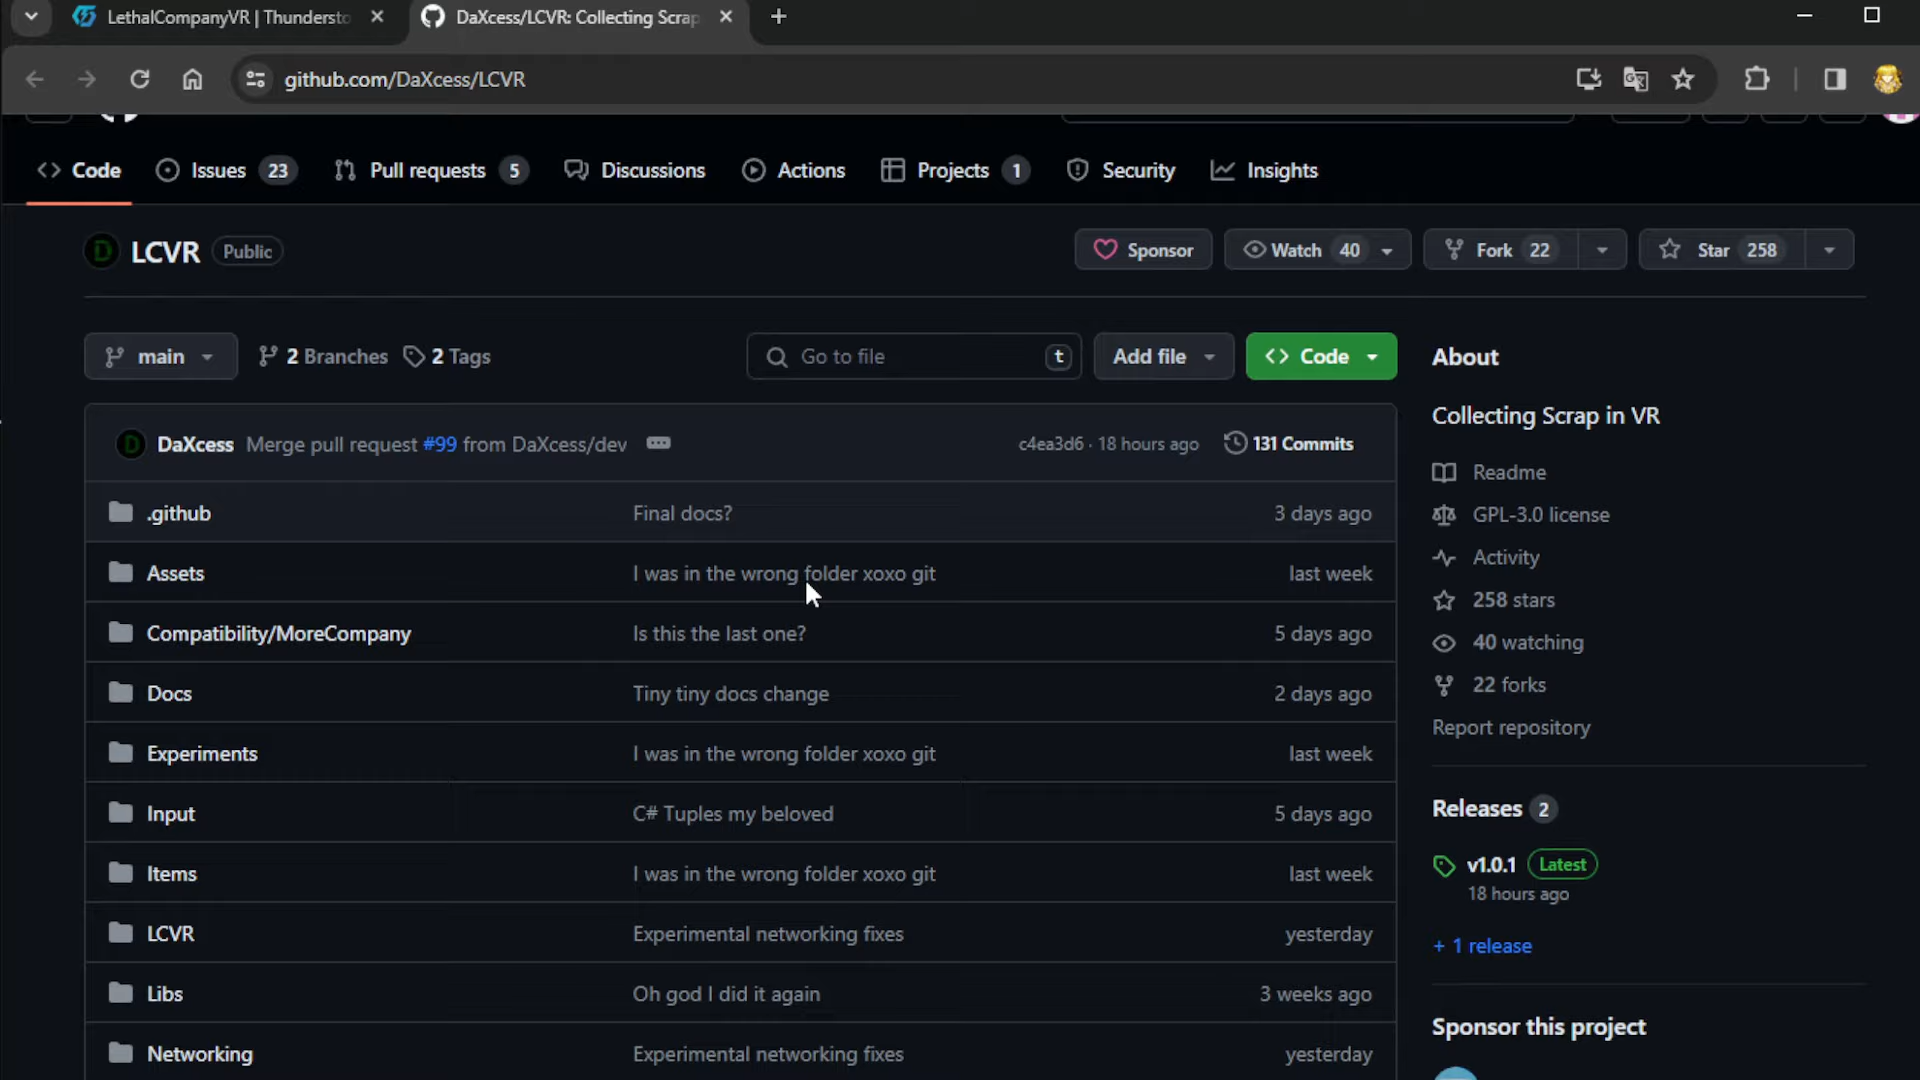 LethalCompanyVR | Thundersto
DaXcess/LCVR: Collecting Scrap
github.com/DaXcess/LCVR
Code
Issues 23
Pull requests 5
Discussions
Actions
Projects 1
Security
Insights
LCVR Public
Sponsor
Watch 40
Fork 22
Star 258
main
2 Branches
2 Tags
Go to file t
Add file
Code
DaXcess Merge pull request #99 from DaXcess/dev c4ea3d6 · 18 hours ago 131 Commits
.github Final docs? 3 days ago
Assets I was in the wrong folder xoxo git last week
Compatibility/MoreCompany Is this the last one? 5 days ago
Docs Tiny tiny docs change 2 days ago
Experiments I was in the wrong folder xoxo git last week
Input C# Tuples my beloved 5 days ago
Items I was in the wrong folder xoxo git last week
LCVR Experimental networking fixes yesterday
Libs Oh god I did it again 3 weeks ago
Networking Experimental networking fixes yesterday
About
Collecting Scrap in VR
Readme
GPL-3.0 license
Activity
258 stars
40 watching
22 forks
Report repository
Releases 2
v1.0.1 Latest
18 hours ago
+ 1 release
Sponsor this project